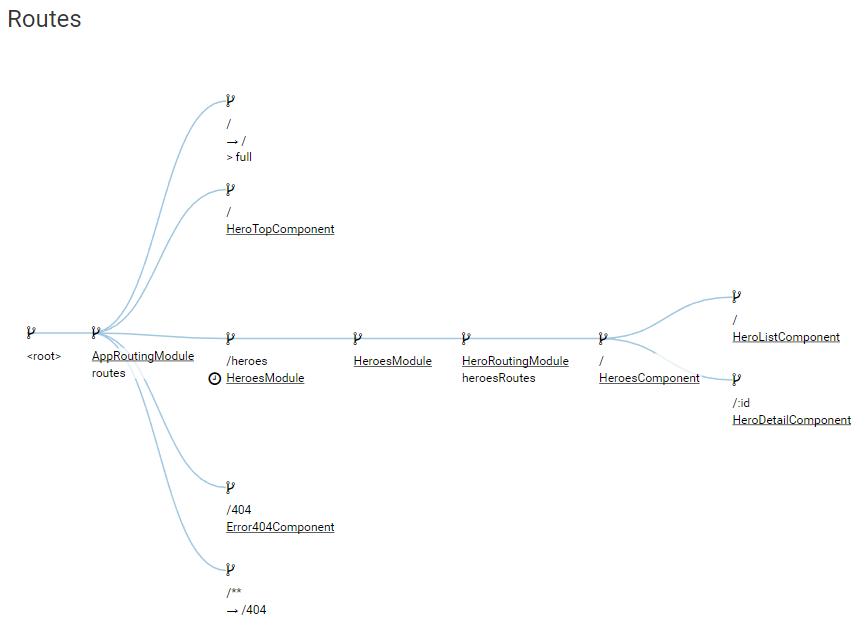 Routes
/
→ /
> full
/
HeroTopComponent
<root>
AppRoutingModule
routes
/heroes
HeroesModule
HeroesModule
HeroRoutingModule
heroesRoutes
/
HeroesComponent
/
HeroListComponent
/:id
HeroDetailComponent
/404
Error404Component
/**
→ /404